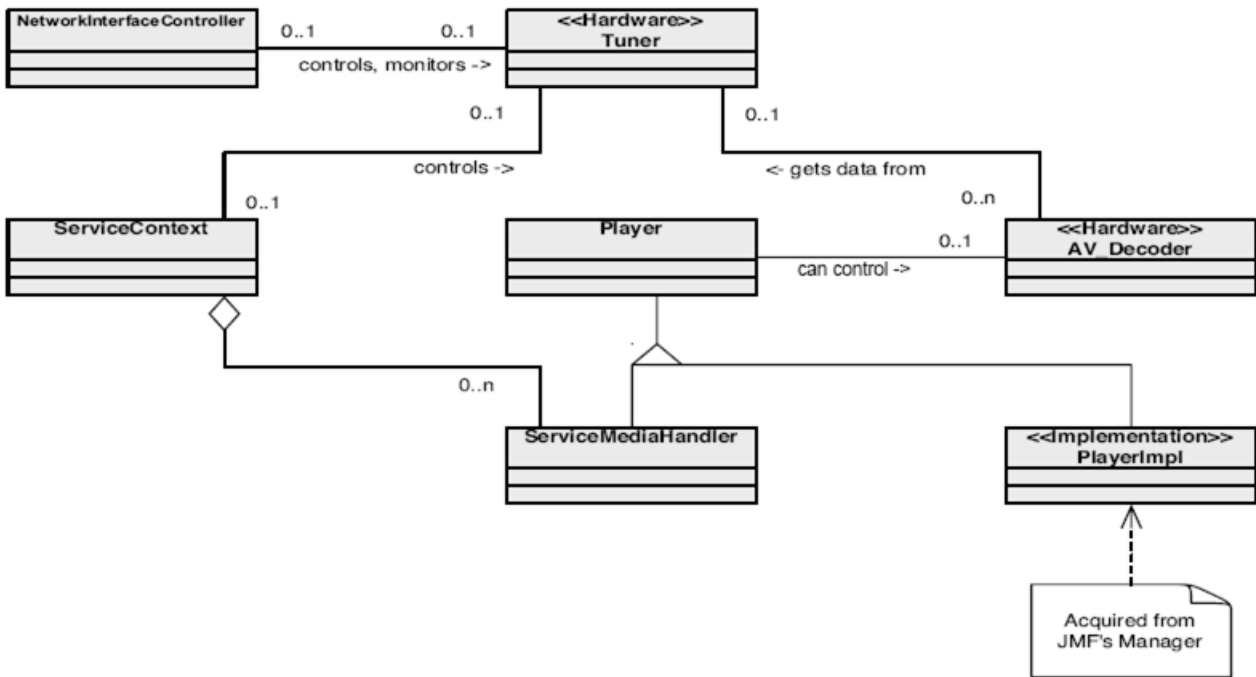 NetworkInterfaceController
0..1
0..1
controls, monitors ->
<<Hardware>>
Tuner
0..1
0..1
controls ->
<- gets data from
0..1
0..n
ServiceContext
Player
0..1
can control ->
<<Hardware>>
AV_Decoder
0..n
ServiceMediaHandler
<<Implementation>>
PlayerImpl
Acquired from
JMF's Manager